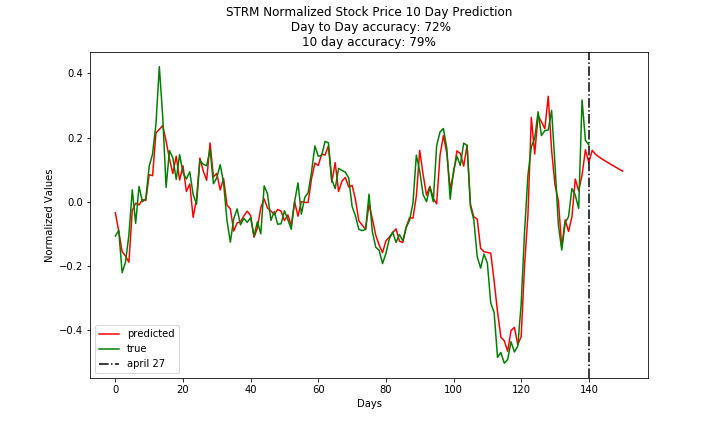 STRM Normalized Stock Price 10 Day Prediction
Day to Day accuracy: 72%
10 day accuracy: 79%
Normalized Values
0.4
0.2
0.0
−0.2
−0.4
predicted
true
april 27
0 20 40 60 80 100 120 140
Days